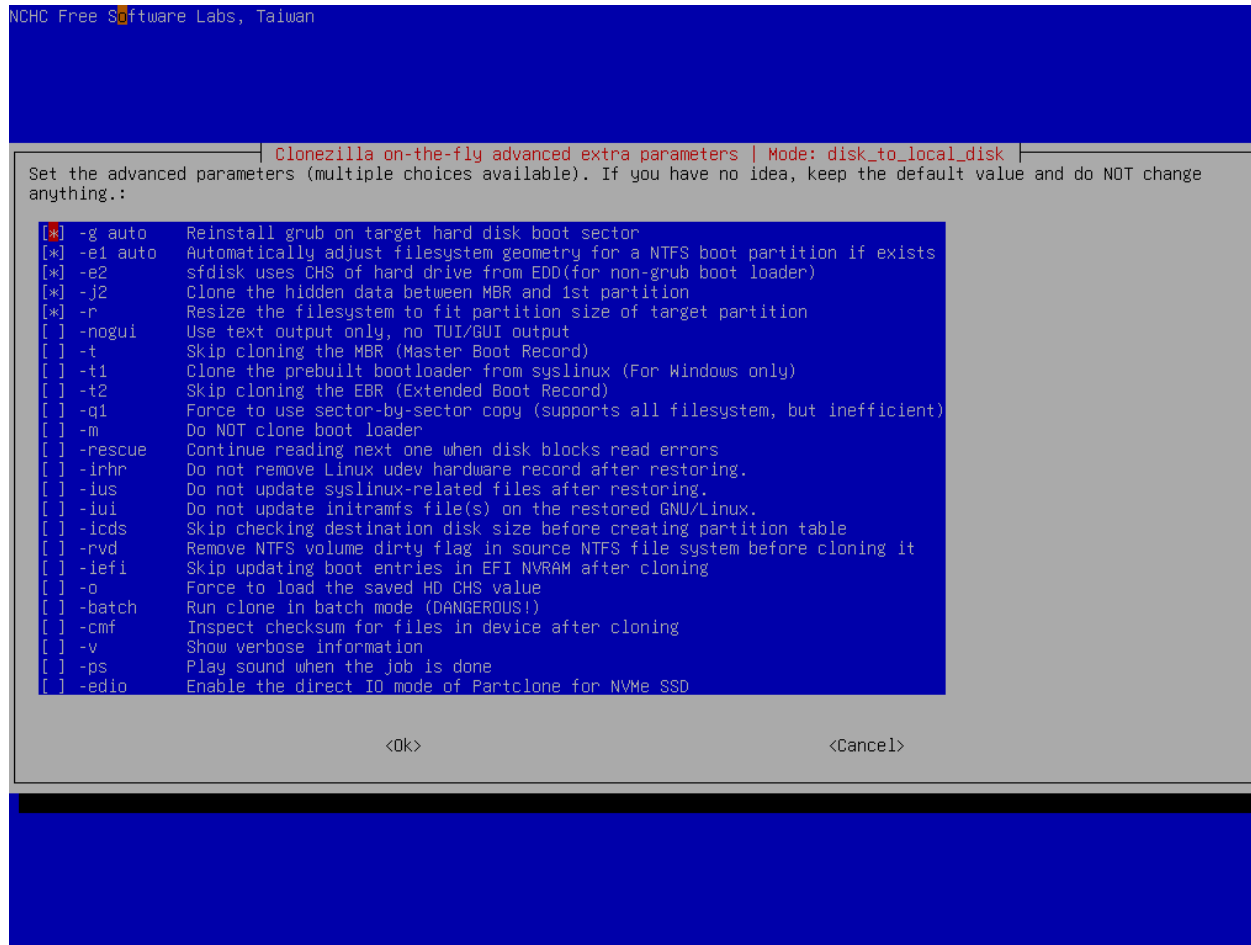 NCHC Free Software Labs, Taiwan
Clonezilla on-the-fly advanced extra parameters | Mode: disk_to_local_disk
Set the advanced parameters (multiple choices available). If you have no idea, keep the default value and do NOT change
anything.:
[*] -g auto Reinstall grub on target hard disk boot sector
[*] -e1 auto Automatically adjust filesystem geometry for a NTFS boot partition if exists
[*] -e2 sfdisk uses CHS of hard drive from EDD(for non-grub boot loader)
[*] -j2 Clone the hidden data between MBR and 1st partition
[*] -r Resize the filesystem to fit partition size of target partition
[ ] -nogui Use text output only, no TUI/GUI output
[ ] -t Skip cloning the MBR (Master Boot Record)
[ ] -t1 Clone the prebuilt bootloader from syslinux (For Windows only)
[ ] -t2 Skip cloning the EBR (Extended Boot Record)
[ ] -q1 Force to use sector-by-sector copy (supports all filesystem, but inefficient)
[ ] -m Do NOT clone boot loader
[ ] -rescue Continue reading next one when disk blocks read errors
[ ] -irhr Do not remove Linux udev hardware record after restoring.
[ ] -ius Do not update syslinux-related files after restoring.
[ ] -iui Do not update initramfs file(s) on the restored GNU/Linux.
[ ] -icds Skip checking destination disk size before creating partition table
[ ] -rvd Remove NTFS volume dirty flag in source NTFS file system before cloning it
[ ] -iefi Skip updating boot entries in EFI NVRAM after cloning
[ ] -o Force to load the saved HD CHS value
[ ] -batch Run clone in batch mode (DANGEROUS!)
[ ] -cmf Inspect checksum for files in device after cloning
[ ] -v Show verbose information
[ ] -ps Play sound when the job is done
[ ] -edio Enable the direct IO mode of Partclone for NVMe SSD
<Ok> <Cancel>